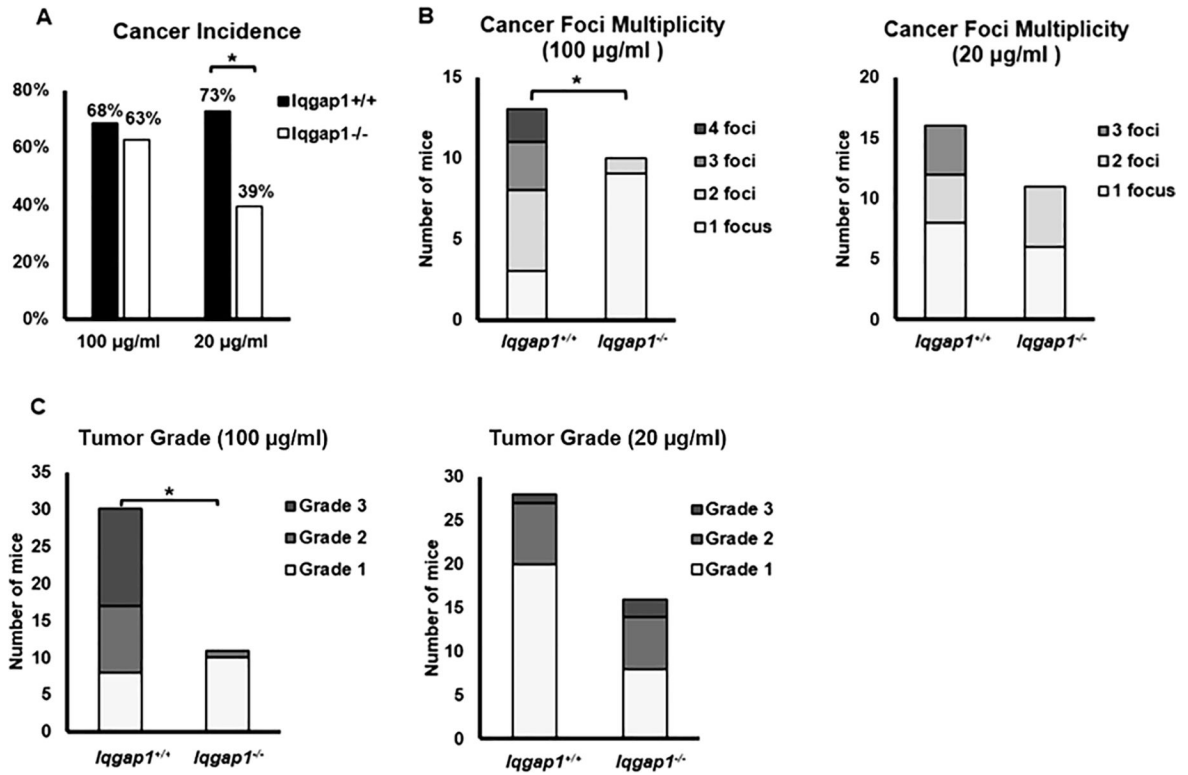 A
Cancer Incidence
*
80%
60%
40%
20%
0%
68%
63%
73%
39%
Iqgap1+/+
Iqgap1-/-
100 µg/ml
20 µg/ml
B
Cancer Foci Multiplicity
(100 µg/ml )
*
Number of mice
15
10
5
0
4 foci
3 foci
2 foci
1 focus
Iqgap1+/+
Iqgap1-/-
Cancer Foci Multiplicity
(20 µg/ml )
Number of mice
20
15
10
5
0
3 foci
2 foci
1 focus
Iqgap1+/+
Iqgap1-/-
C
Tumor Grade (100 µg/ml)
*
Number of mice
35
30
25
20
15
10
5
0
Grade 3
Grade 2
Grade 1
Iqgap1+/+
Iqgap1-/-
Tumor Grade (20 µg/ml)
Number of mice
30
25
20
15
10
5
0
Grade 3
Grade 2
Grade 1
Iqgap1+/+
Iqgap1-/-